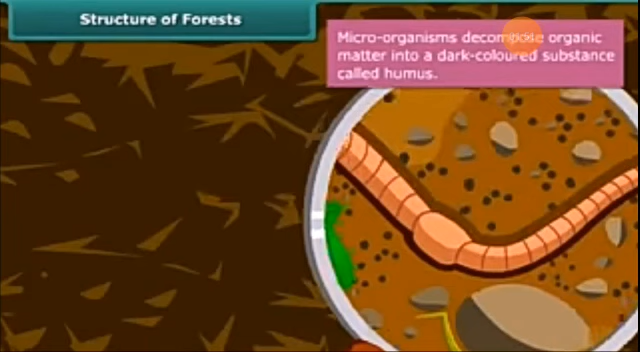 Structure of Forests
Micro-organisms decompose organic
matter into a dark-coloured substance
called humus.